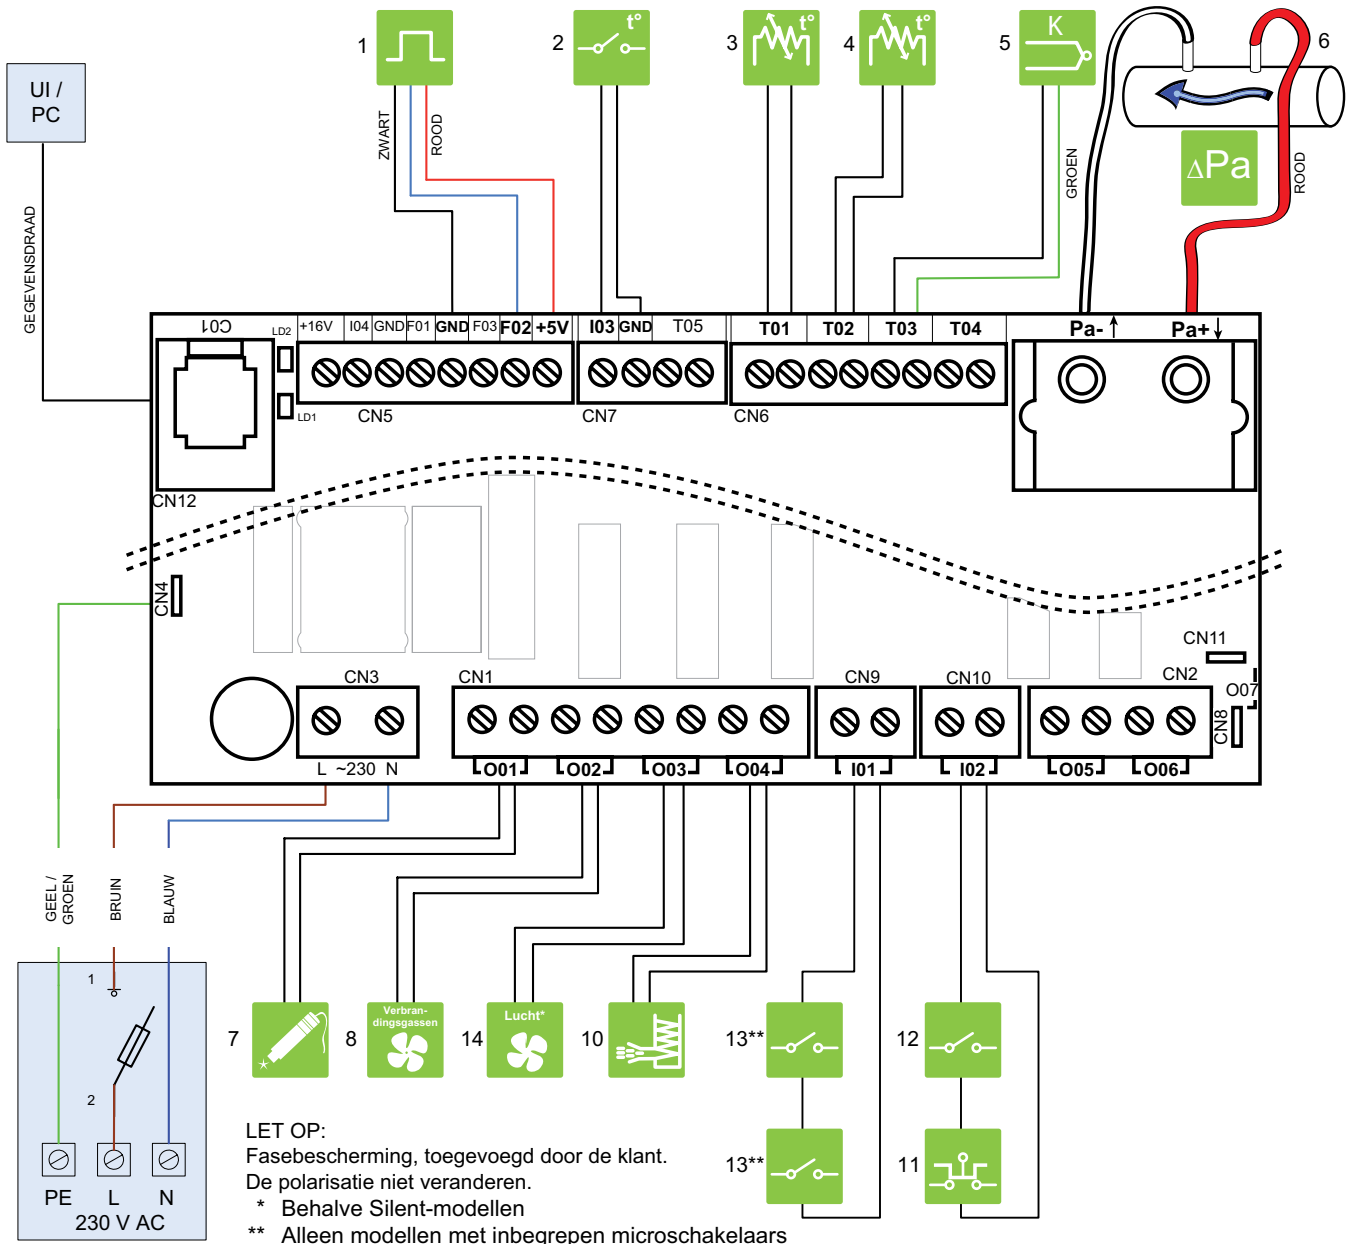 1
2
t°
3
t°
4
t°
5
K
6
UI /
PC
ZWART
ROOD
GROEN
ΔPa
ROOD
GEGEVENSDRAAD
C01
LD2
+16V
I04
GND
F01
GND
F03
F02
+5V
I03
GND
T05
T01
T02
T03
T04
Pa-
Pa+
LD1
CN5
CN7
CN6
CN12
CN4
CN11
CN3
CN1
CN9
CN10
CN2
O07
CN8
L ~230 N
O01
O02
O03
O04
I01
I02
O05
O06
GEEL /
GROEN
BRUIN
BLAUW
1
2
PE
L
N
230 V AC
7
8
Verbran-
dingsgassen
14
Lucht*
10
13**
12
13**
11
LET OP:
Fasebescherming, toegevoegd door de klant.
De polarisatie niet veranderen.
* Behalve Silent-modellen
** Alleen modellen met inbegrepen microschakelaars